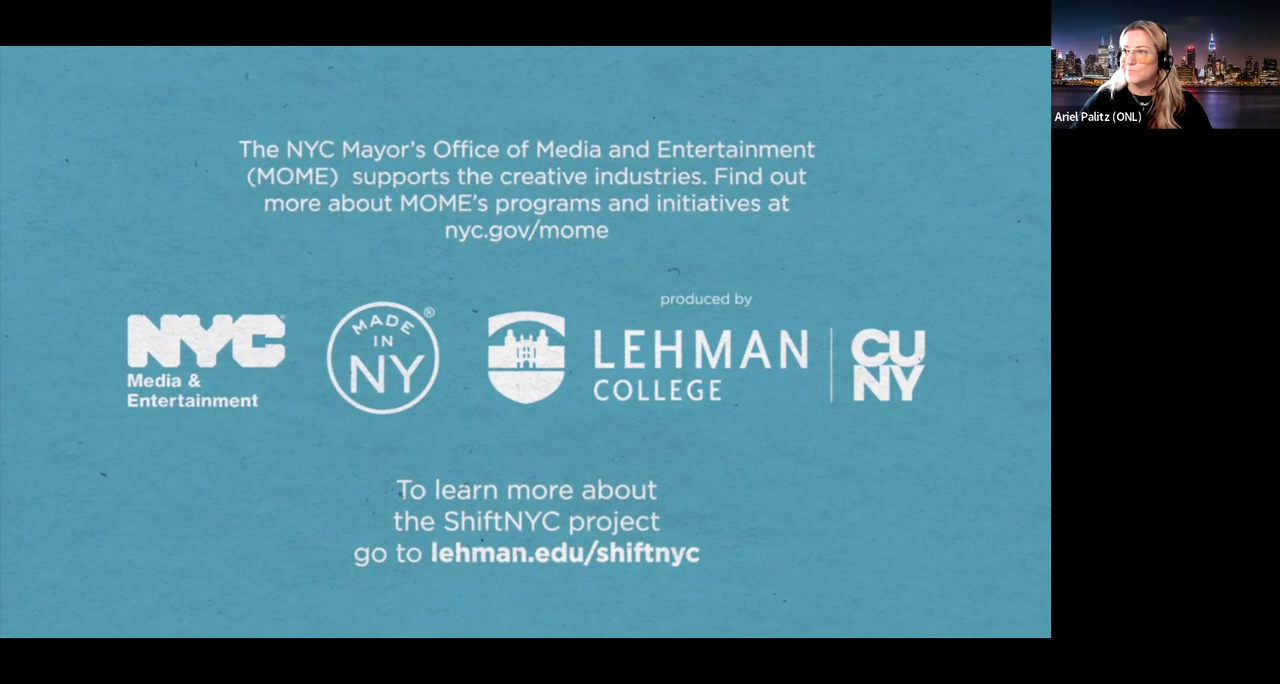 The NYC Mayor's Office of Media and Entertainment
(MOME)  supports the creative industries. Find out
more about MOME's programs and initiatives at
nyc.gov/mome
NYC
Media &
Entertainment
MADE
IN
NY
®
produced by
LEHMAN
COLLEGE
CU
NY
To learn more about
the ShiftNYC project
go to lehman.edu/shiftnyc
Ariel Palitz (ONL)